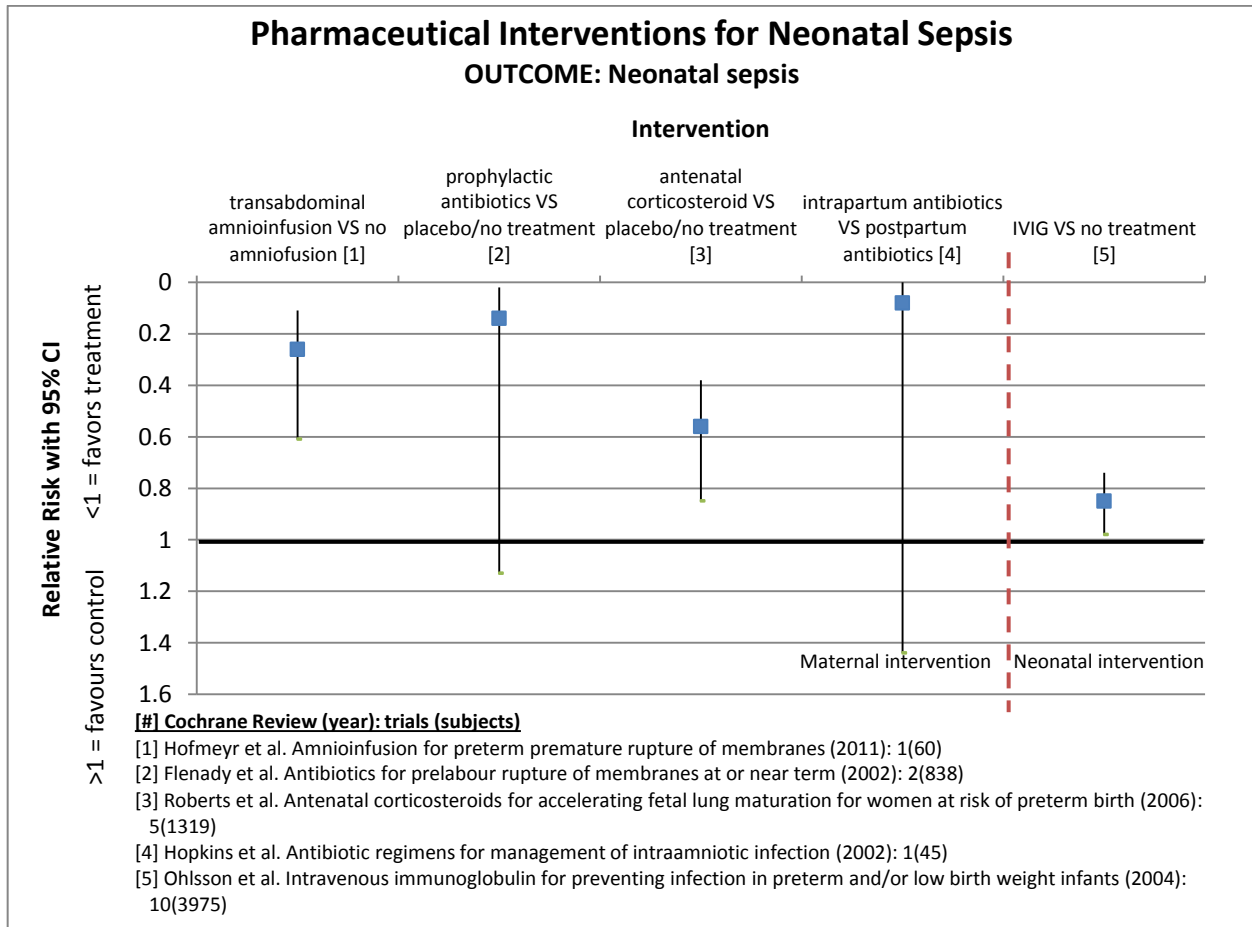 Pharmaceutical Interventions for Neonatal Sepsis
OUTCOME: Neonatal sepsis
Intervention
transabdominal
amnioinfusion VS no
amniofusion [1]
prophylactic
antibiotics VS
placebo/no treatment
[2]
antenatal
corticosteroid VS
placebo/no treatment
[3]
intrapartum antibiotics
VS postpartum
antibiotics [4]
IVIG VS no treatment
[5]
Relative Risk with 95% CI
>1 = favours control <1 = favors treatment
0
0.2
0.4
0.6
0.8
1
1.2
1.4
1.6
Maternal intervention
Neonatal intervention
[#] Cochrane Review (year): trials (subjects)
[1] Hofmeyr et al. Amnioinfusion for preterm premature rupture of membranes (2011): 1(60)
[2] Flenady et al. Antibiotics for prelabour rupture of membranes at or near term (2002): 2(838)
[3] Roberts et al. Antenatal corticosteroids for accelerating fetal lung maturation for women at risk of preterm birth (2006):
5(1319)
[4] Hopkins et al. Antibiotic regimens for management of intraamniotic infection (2002): 1(45)
[5] Ohlsson et al. Intravenous immunoglobulin for preventing infection in preterm and/or low birth weight infants (2004):
10(3975)